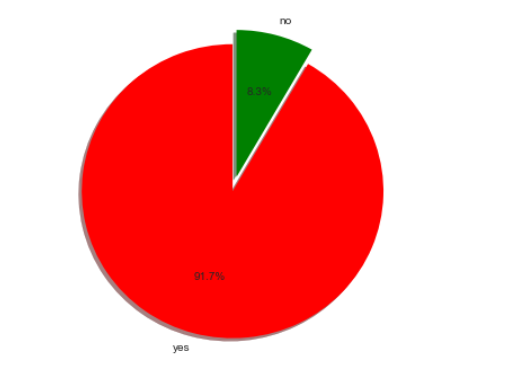 no
8.3%
91.7%
yes